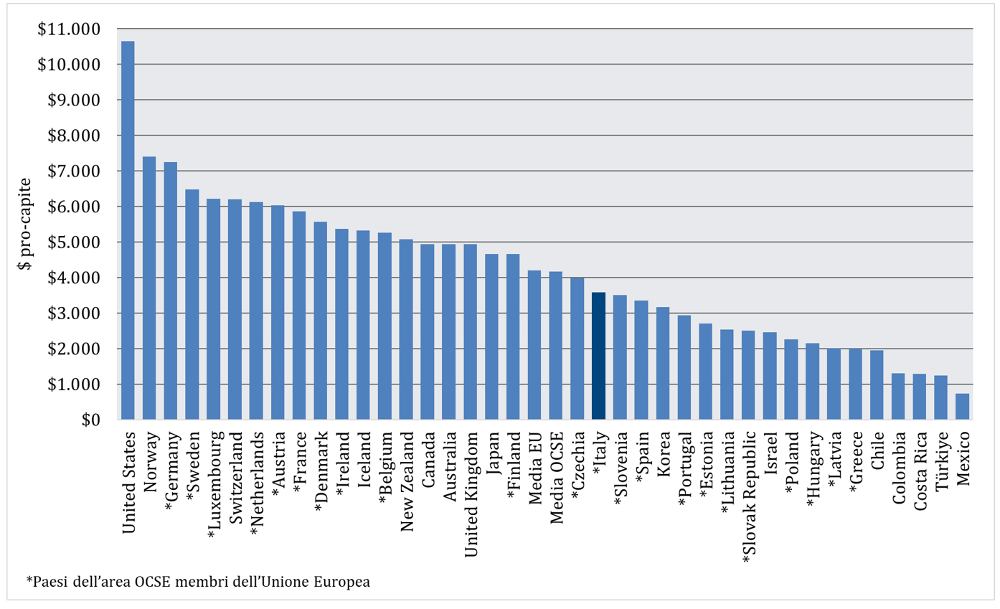 $11.000
$10.000
$9.000
$8.000
$7.000
$6.000
$5.000
$4.000
$3.000
$2.000
$1.000
$0
$ pro-capite
United States
Norway
*Germany
*Sweden
*Luxembourg
Switzerland
*Netherlands
*Austria
*France
*Denmark
*Ireland
Iceland
*Belgium
New Zealand
Canada
Australia
United Kingdom
Japan
*Finland
Media EU
Media OCSE
*Czechia
*Italy
*Slovenia
*Spain
Korea
*Portugal
*Estonia
*Lithuania
*Slovak Republic
Israel
*Poland
*Hungary
*Latvia
*Greece
Chile
Colombia
Costa Rica
Türkiye
Mexico
*Paesi dell’area OCSE membri dell’Unione Europea